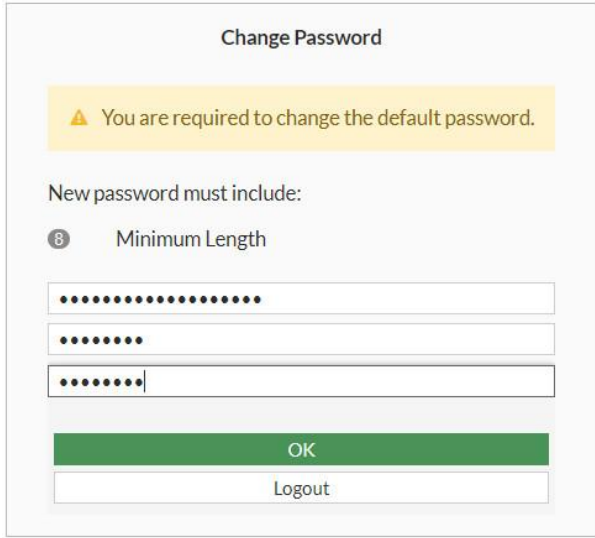 Change Password
You are required to change the default password.
New password must include:
8 Minimum Length
•••••••••••••••••••
••••••••
••••••••
OK
Logout